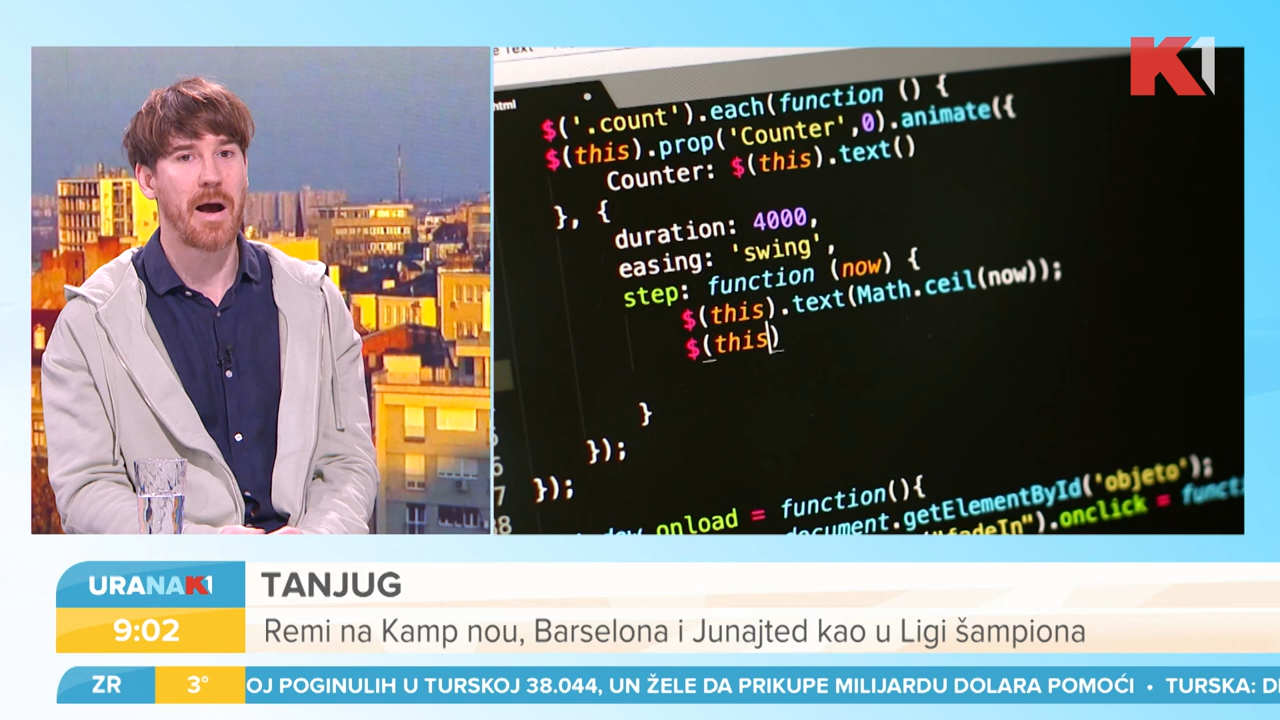 K1
html
$('.count').each(function () {
$(this).prop('Counter',0).animate({
Counter: $(this).text()
}, {
duration: 4000,
easing: 'swing',
step: function (now) {
$(this).text(Math.ceil(now));
$(this)
}
});
});
onload = function(){
document.getElementById('objeto');
"fadeIn").onclick =
URANAK1
TANJUG
9:02
Remi na Kamp nou, Barselona i Junajted kao u Ligi šampiona
ZR
3°
OJ POGINULIH U TURSKOJ 38.044, UN ŽELE DA PRIKUPE MILIJARDU DOLARA POMOĆI • TURSKA: